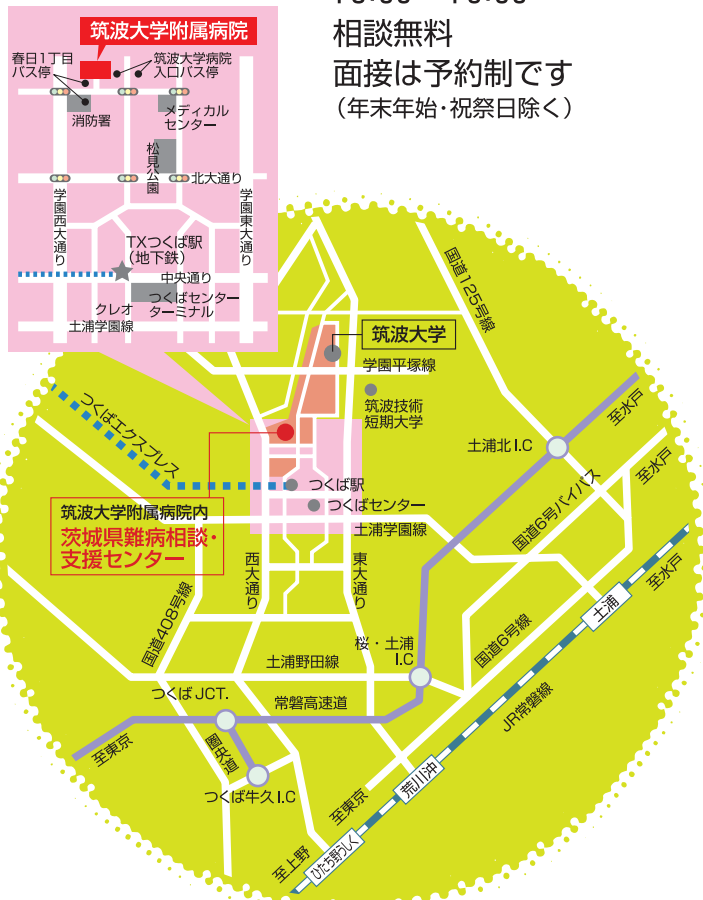 相談無料
面接は予約制です
（年末年始・祝祭日除く）
筑波大学附属病院
春日1丁目
バス停
筑波大学病院
入口バス停
消防署
メディカル
センター
松見公園
北大通り
学園西大通り
学園東大通り
TXつくば駅
（地下鉄）
中央通り
つくばセンター
ターミナル
クレオ
土浦学園線
国道125号線
筑波大学
学園平塚線
筑波技術
短期大学
至水戸
つくばエクスプレス
土浦北I.C
至水戸
つくば駅
つくばセンター
国道6号バイパス
筑波大学附属病院内
茨城県難病相談・
支援センター
土浦学園線
西大通り
東大通り
至水戸
土浦
国道408号線
国道6号線
桜・土浦
I.C
土浦野田線
つくばJCT.
常磐高速道
JR常磐線
至東京
圏央道
つくば牛久I.C
荒川沖
至東京
至上野
ひたち野うしく